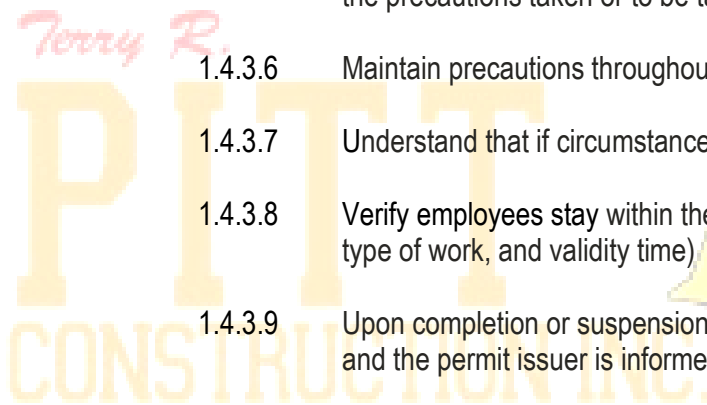 the precautions taken or to be ta
Terry R.
1.4.3.6 Maintain precautions throughou
1.4.3.7 Understand that if circumstance
1.4.3.8 Verify employees stay within the
type of work, and validity time)
1.4.3.9 Upon completion or suspension
and the permit issuer is informe
PITT
CONSTRUCTION INC.